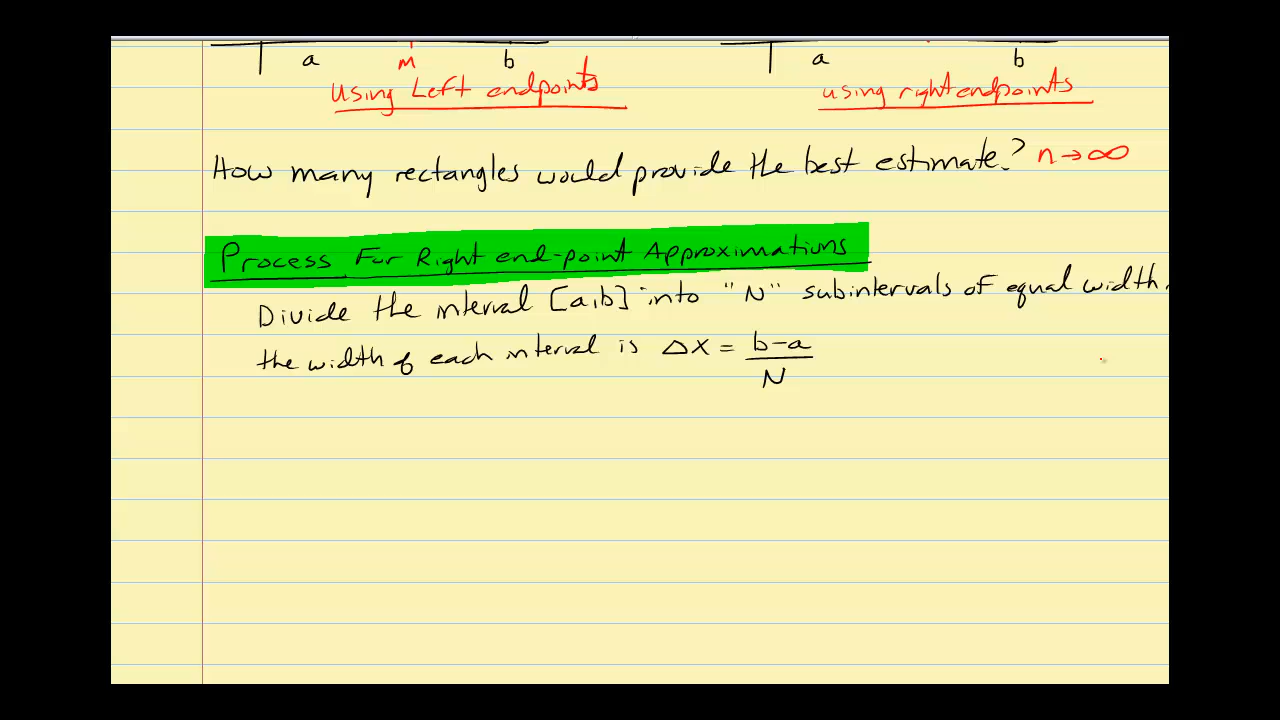 a m b a b
using Left endpoints using right endpoints
How many rectangles would provide the best estimate? n→∞
Process For Right end-point Approximations
Divide the interval [a,b] into "N" subintervals of equal width.
the width of each interval is Δx = b-a
N